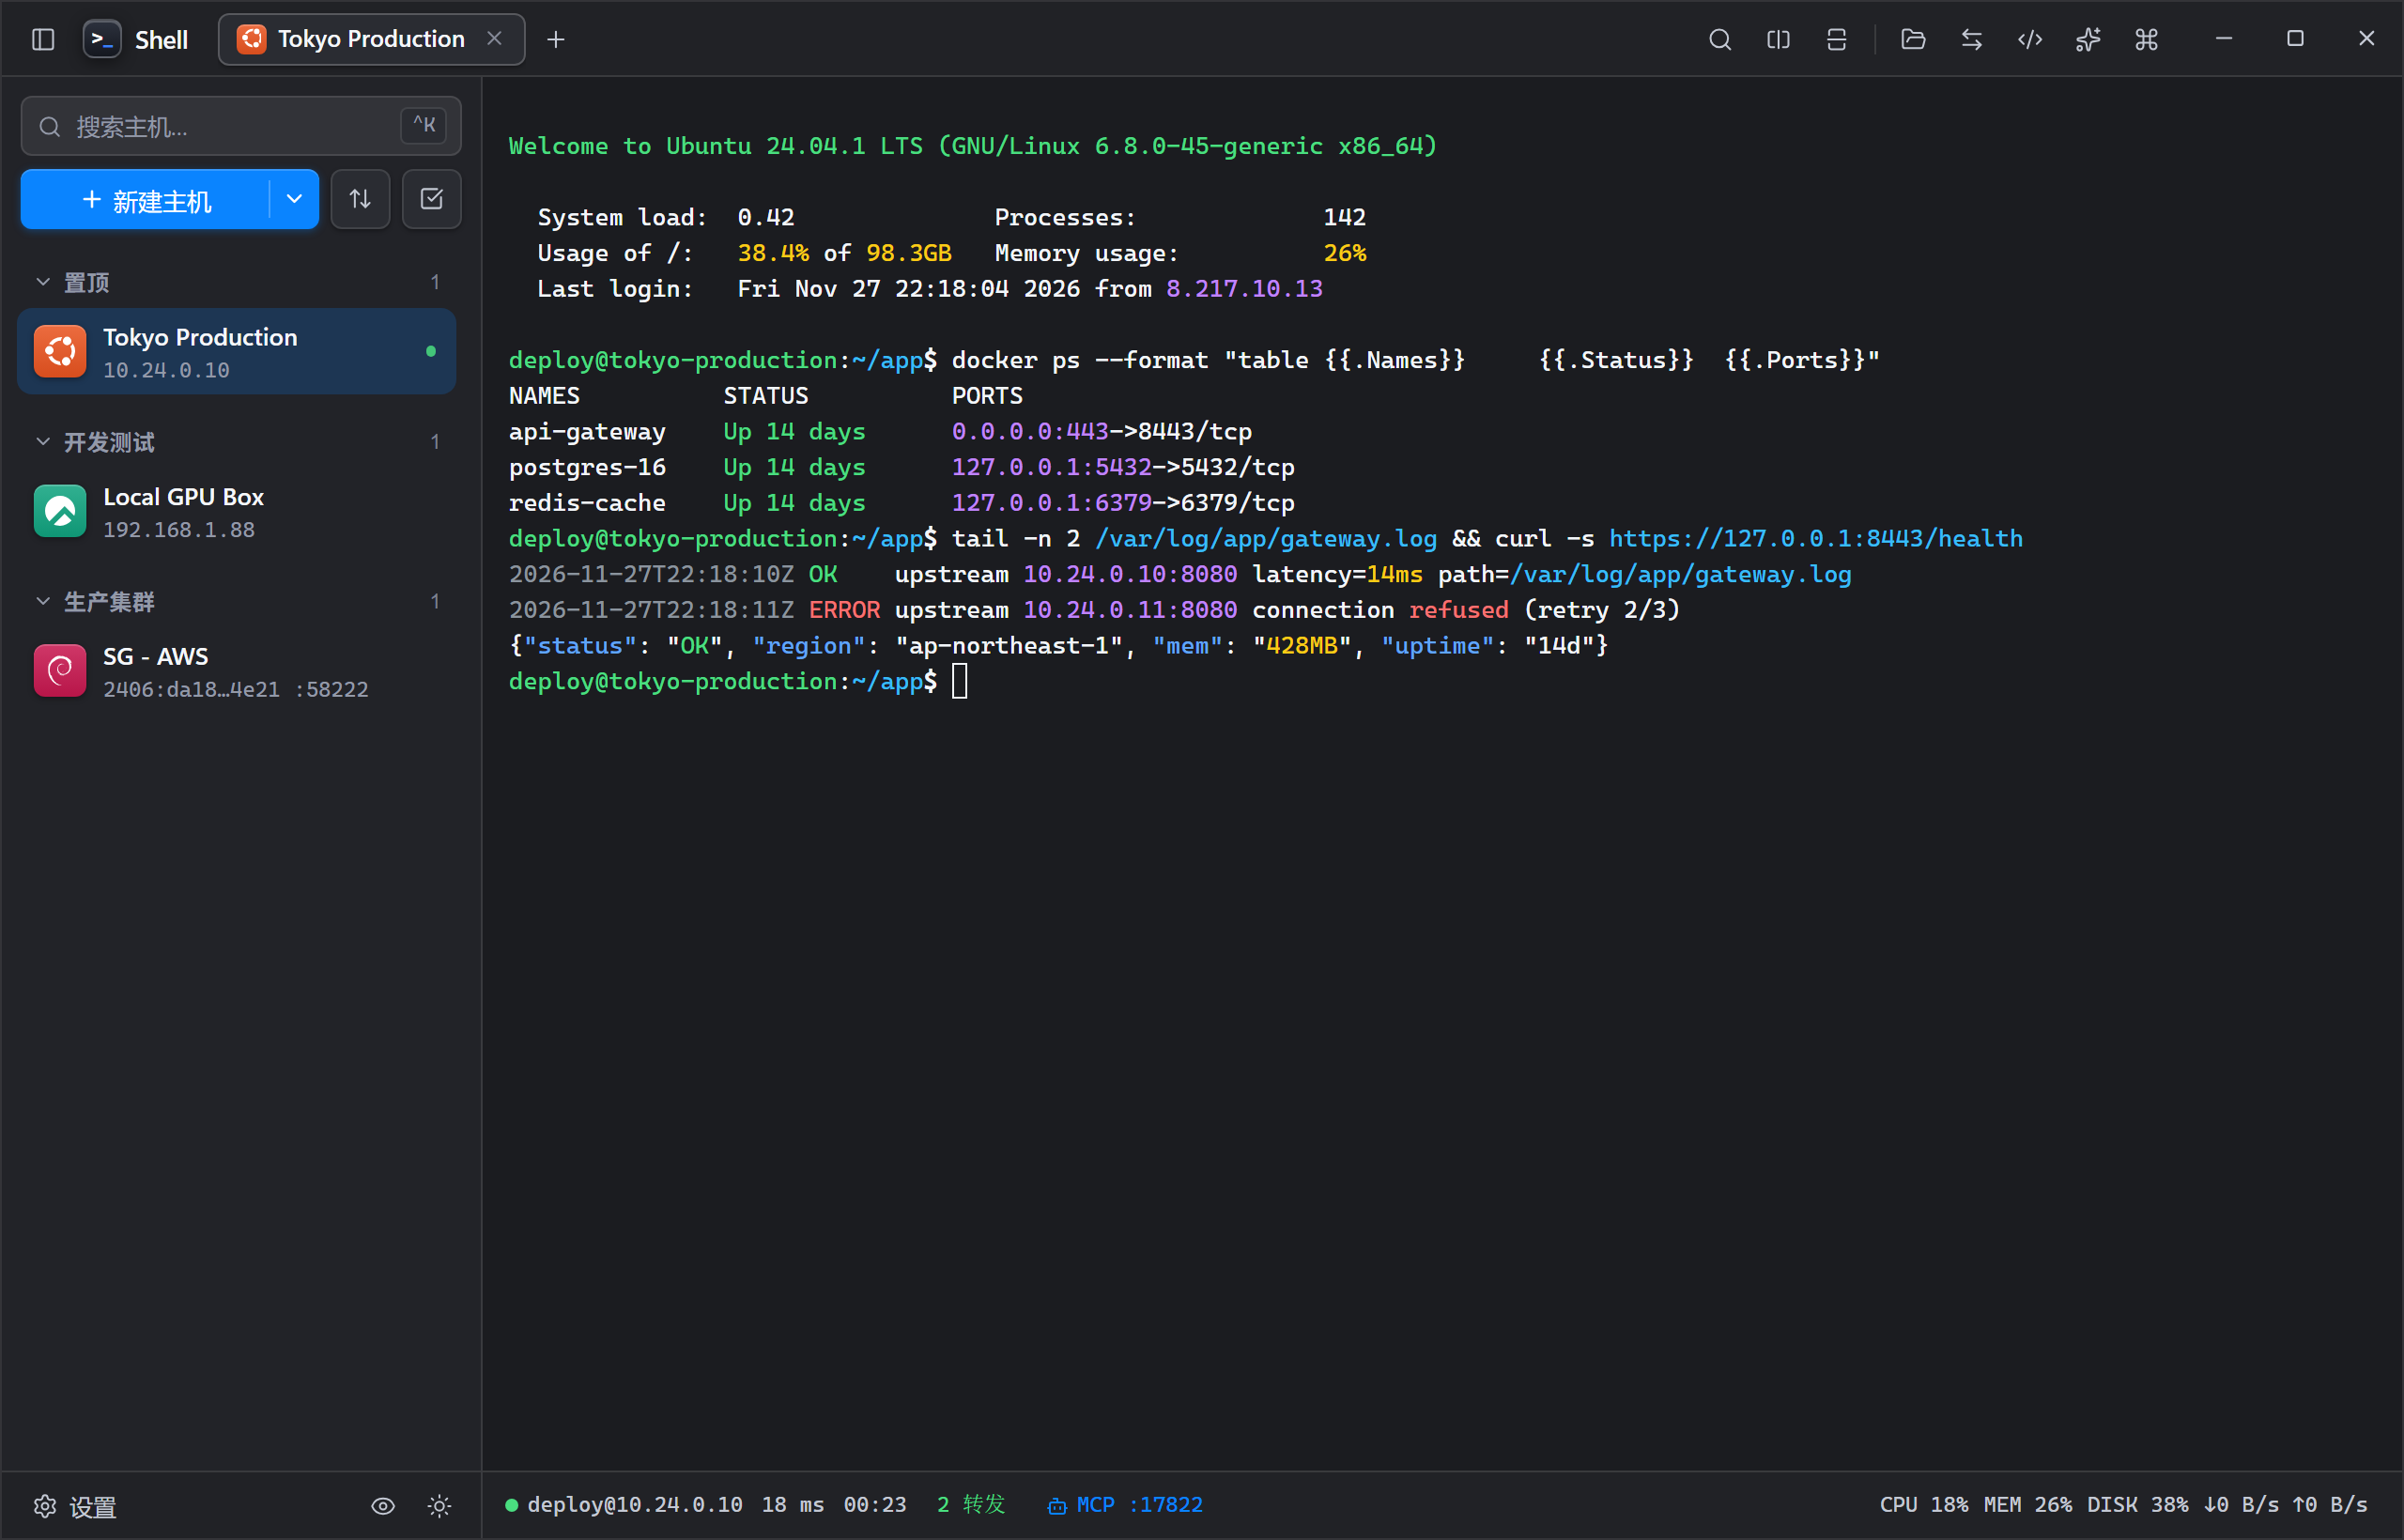 >_ Shell Tokyo Production
搜索主机... ^K
新建主机
置顶 1
Tokyo Production
10.24.0.10
开发测试 1
Local GPU Box
192.168.1.88
生产集群 1
SG - AWS
2406:da18…4e21 :58222
设置
Welcome to Ubuntu 24.04.1 LTS (GNU/Linux 6.8.0-45-generic x86_64)
System load: 0.42 Processes: 142
Usage of /: 38.4% of 98.3GB Memory usage: 26%
Last login: Fri Nov 27 22:18:04 2026 from 8.217.10.13
deploy@tokyo-production:~/app$ docker ps --format "table {{.Names}} {{.Status}} {{.Ports}}"
NAMES STATUS PORTS
api-gateway Up 14 days 0.0.0.0:443->8443/tcp
postgres-16 Up 14 days 127.0.0.1:5432->5432/tcp
redis-cache Up 14 days 127.0.0.1:6379->6379/tcp
deploy@tokyo-production:~/app$ tail -n 2 /var/log/app/gateway.log && curl -s https://127.0.0.1:8443/health
2026-11-27T22:18:10Z OK upstream 10.24.0.10:8080 latency=14ms path=/var/log/app/gateway.log
2026-11-27T22:18:11Z ERROR upstream 10.24.0.11:8080 connection refused (retry 2/3)
{"status": "OK", "region": "ap-northeast-1", "mem": "428MB", "uptime": "14d"}
deploy@tokyo-production:~/app$
deploy@10.24.0.10 18 ms 00:23 2 转发 MCP :17822 CPU 18% MEM 26% DISK 38% ↓0 B/s ↑0 B/s